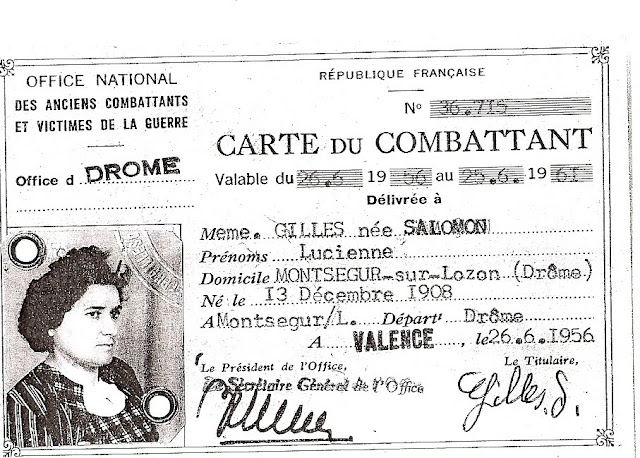 OFFICE NATIONAL
DES ANCIENS COMBATTANTS
ET VICTIMES DE LA GUERRE
Office d DROME
RÉPUBLIQUE FRANÇAISE
N° 36.715
CARTE DU COMBATTANT
Valable du 26.6 1956 au 25.6. 1961
Délivrée à
Meme. GILLES née SALOMON
Prénoms Lucienne
Domicile MONTSEGUR-sur-Lozon (Drôme)
Né le 13 Décembre 1908
A Montsegur/L. Départt Drôme
A VALENCE, le 26.6.1956
Le Président de l'Office,
Le Secrétaire Général de l'Office
Le Titulaire,
Gilles.